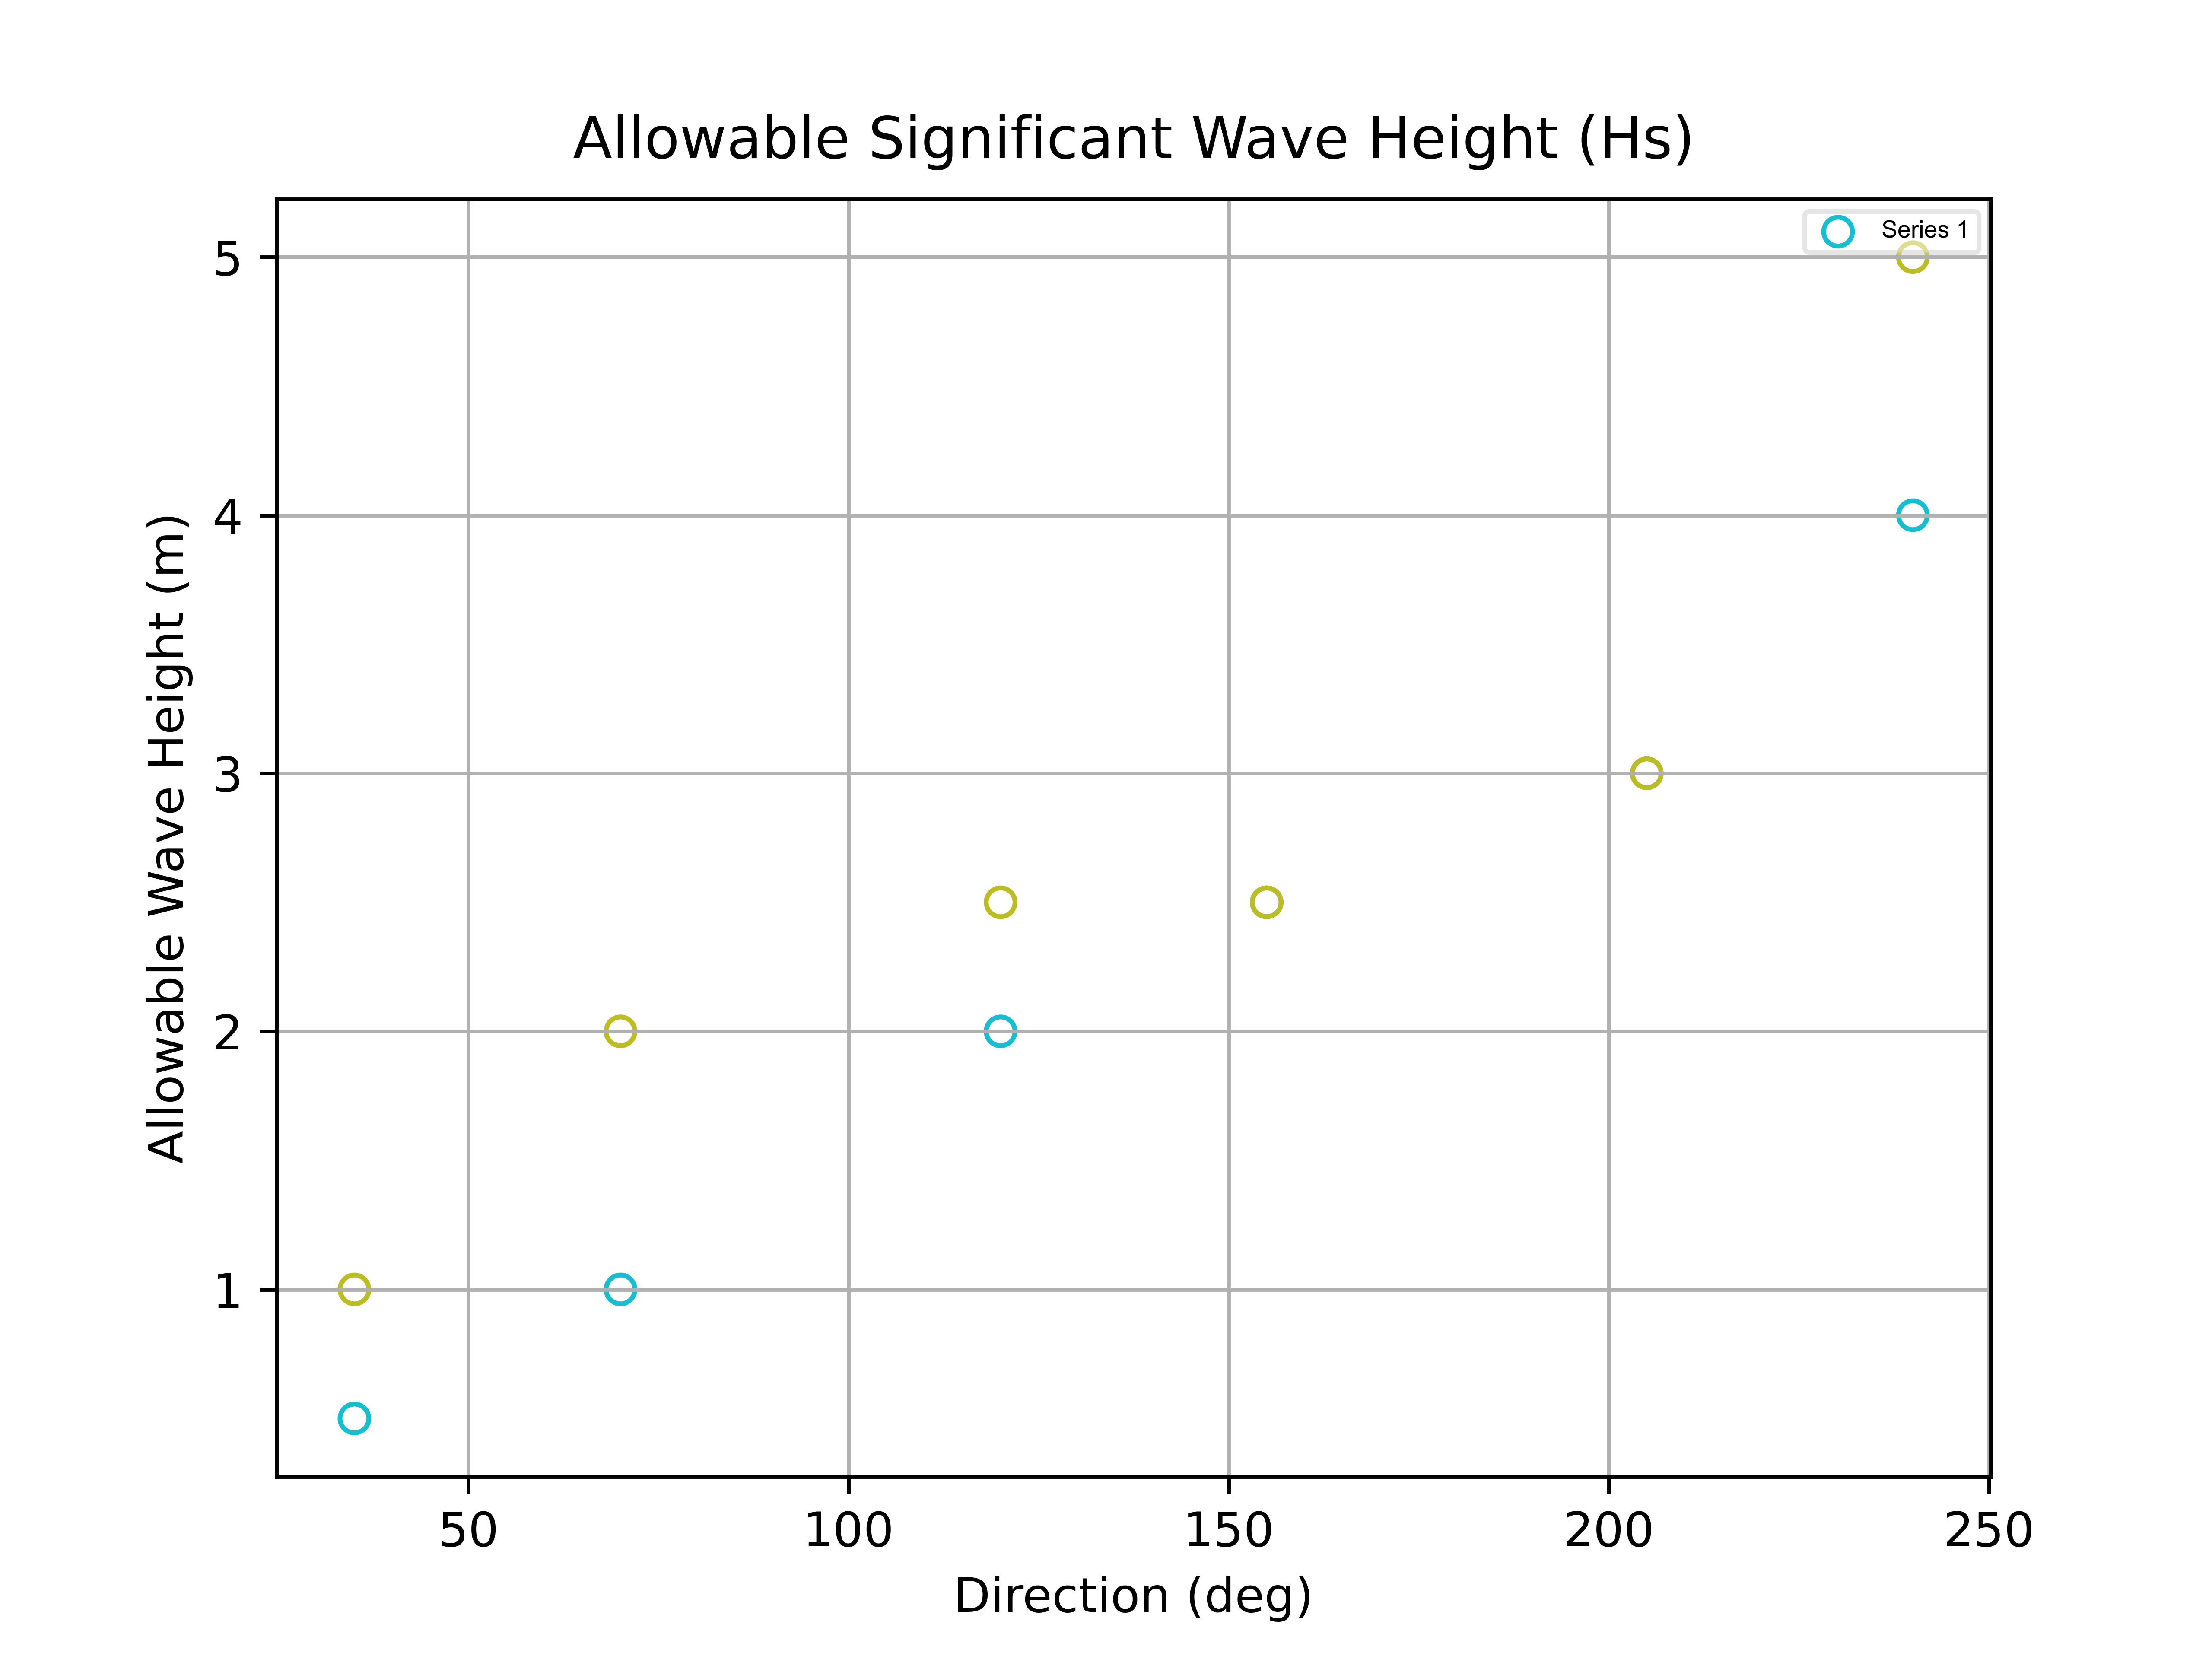 Allowable Significant Wave Height (Hs)
Series 1
5
4
3
2
1
Allowable Wave Height (m)
50 100 150 200 250
Direction (deg)